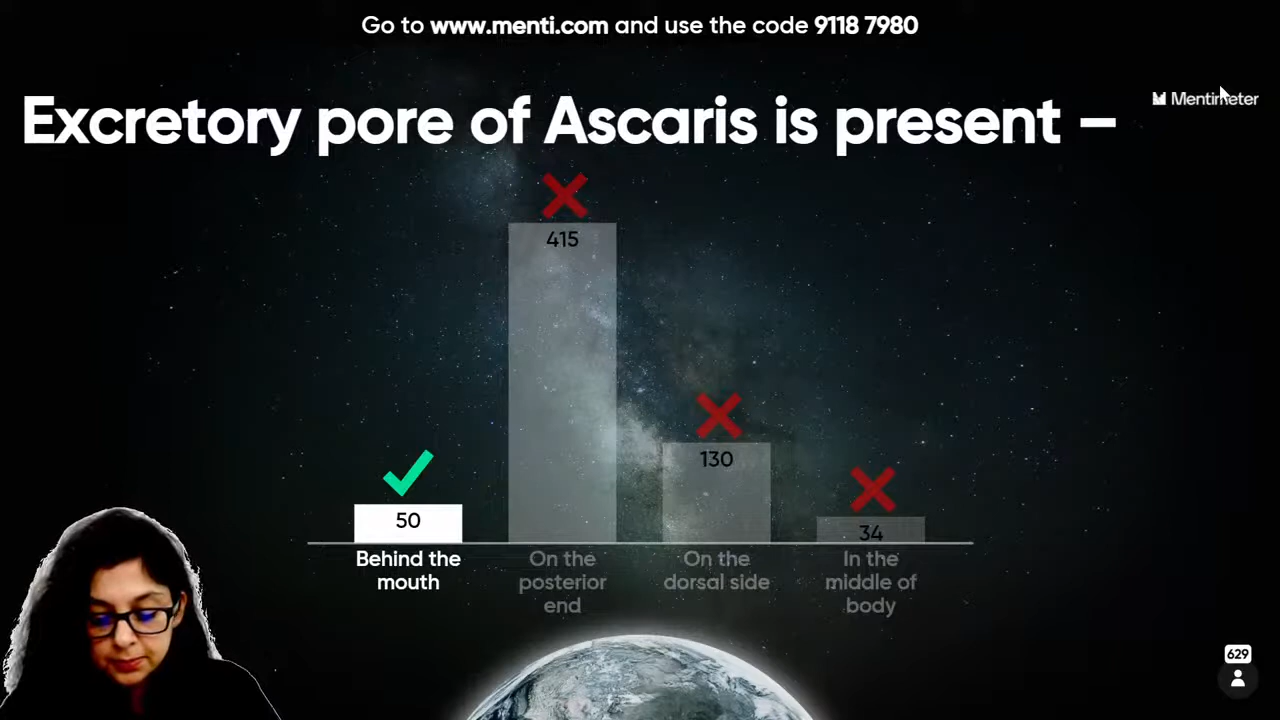 Go to www.menti.com and use the code 9118 7980
Mentimeter
Excretory pore of Ascaris is present –
415
130
50
34
Behind the
mouth
On the
posterior
end
On the
dorsal side
In the
middle of
body
629